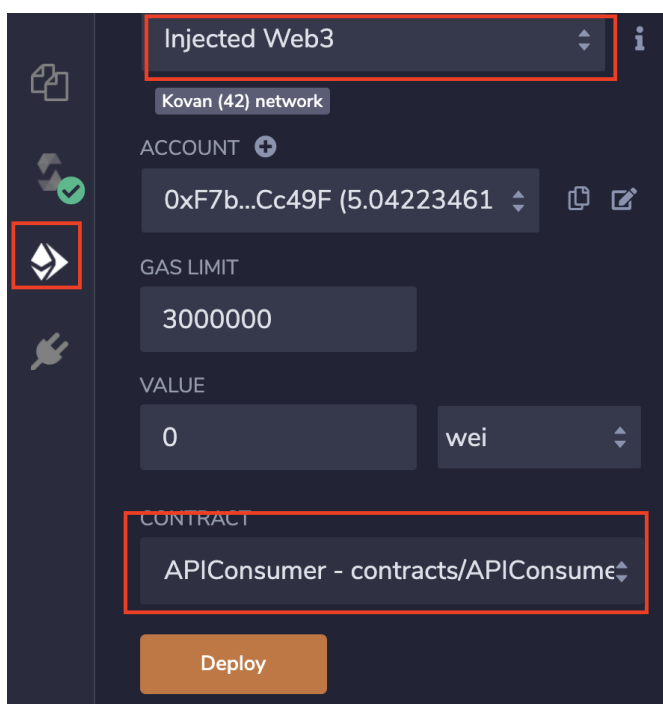 Injected Web3
i
Kovan (42) network
ACCOUNT
0xF7b...Cc49F (5.04223461
GAS LIMIT
3000000
VALUE
0
wei
CONTRACT
APIConsumer - contracts/APIConsume
Deploy